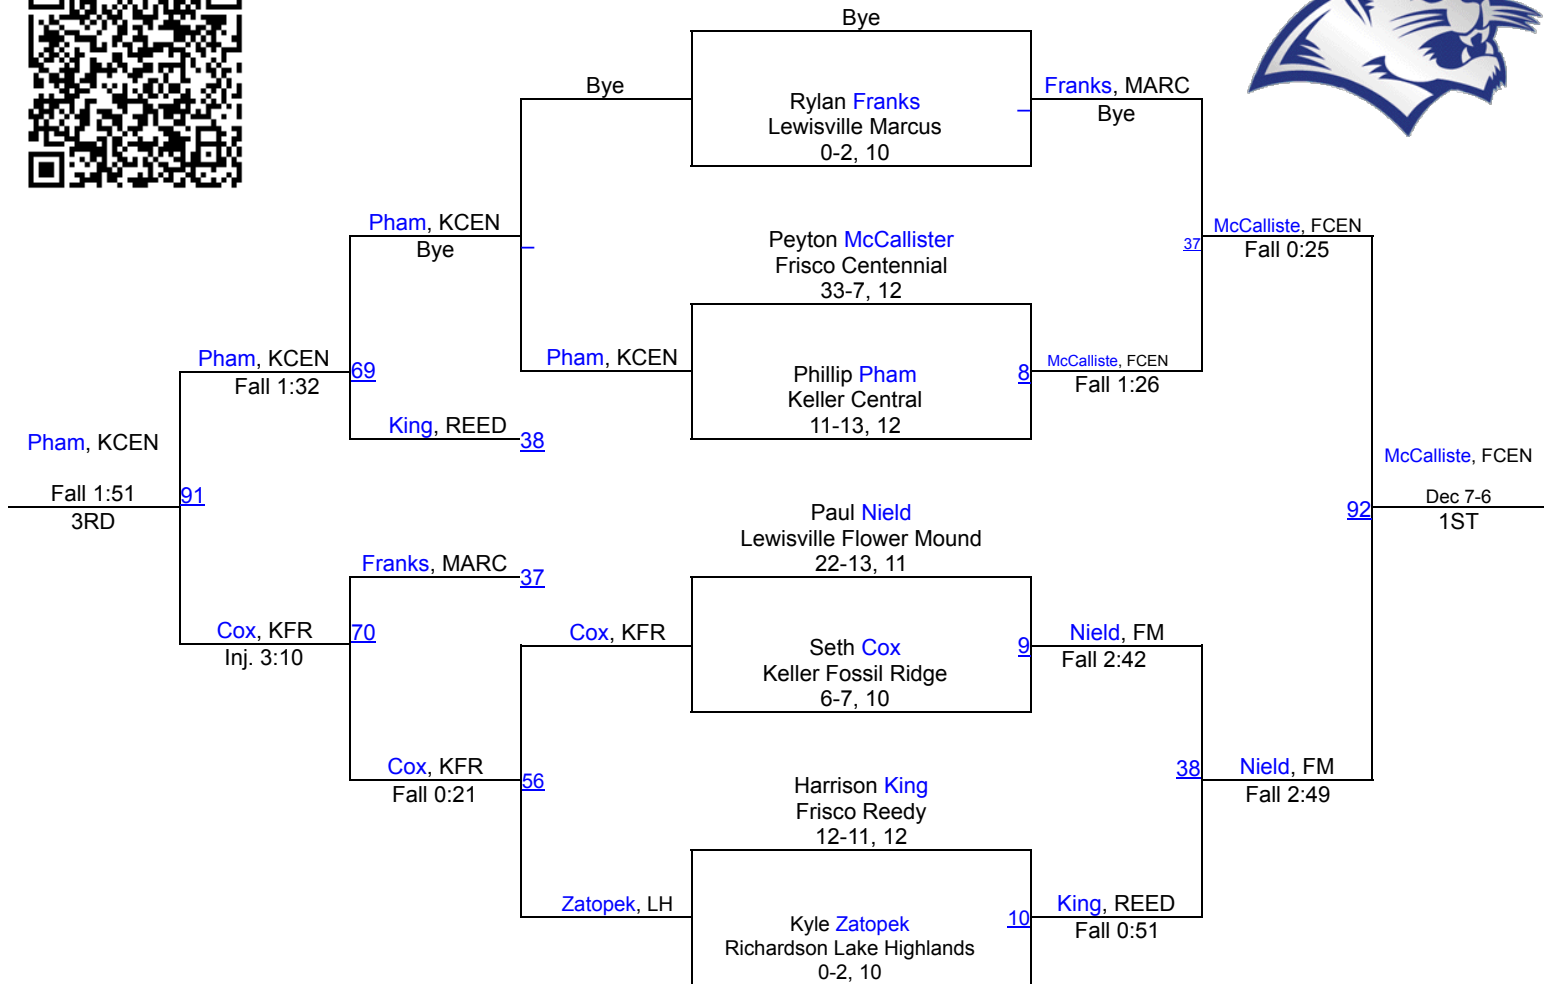 Bye
Bye
Rylan Franks
Lewisville Marcus
0-2, 10
Franks, MARC
Bye
Pham, KCEN
Bye
Peyton McCallister
Frisco Centennial
33-7, 12
37
McCalliste, FCEN
Fall 0:25
Pham, KCEN
Fall 1:32
69
Pham, KCEN
Phillip Pham
Keller Central
11-13, 12
8
McCalliste, FCEN
Fall 1:26
King, REED
38
Pham, KCEN
Fall 1:51
3RD
91
McCalliste, FCEN
Dec 7-6
1ST
92
Paul Nield
Lewisville Flower Mound
22-13, 11
Franks, MARC
37
Cox, KFR
Inj. 3:10
70
Cox, KFR
Seth Cox
Keller Fossil Ridge
6-7, 10
9
Nield, FM
Fall 2:42
Cox, KFR
Fall 0:21
56
Harrison King
Frisco Reedy
12-11, 12
38
Nield, FM
Fall 2:49
Zatopek, LH
Kyle Zatopek
Richardson Lake Highlands
0-2, 10
10
King, REED
Fall 0:51